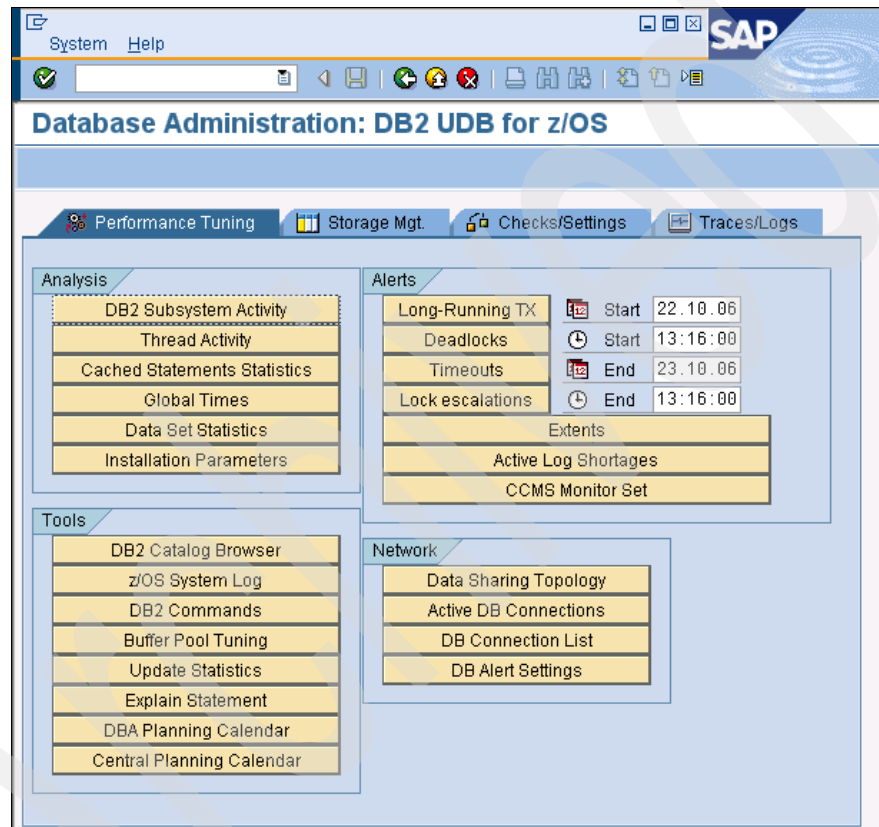 System Help
SAP
Database Administration: DB2 UDB for z/OS
Performance Tuning Storage Mgt. Checks/Settings Traces/Logs
Analysis
DB2 Subsystem Activity
Thread Activity
Cached Statements Statistics
Global Times
Data Set Statistics
Installation Parameters
Alerts
Long-Running TX Start 22.10.06
Deadlocks Start 13:16:00
Timeouts End 23.10.06
Lock escalations End 13:16:00
Extents
Active Log Shortages
CCMS Monitor Set
Tools
DB2 Catalog Browser
z/OS System Log
DB2 Commands
Buffer Pool Tuning
Update Statistics
Explain Statement
DBA Planning Calendar
Central Planning Calendar
Network
Data Sharing Topology
Active DB Connections
DB Connection List
DB Alert Settings